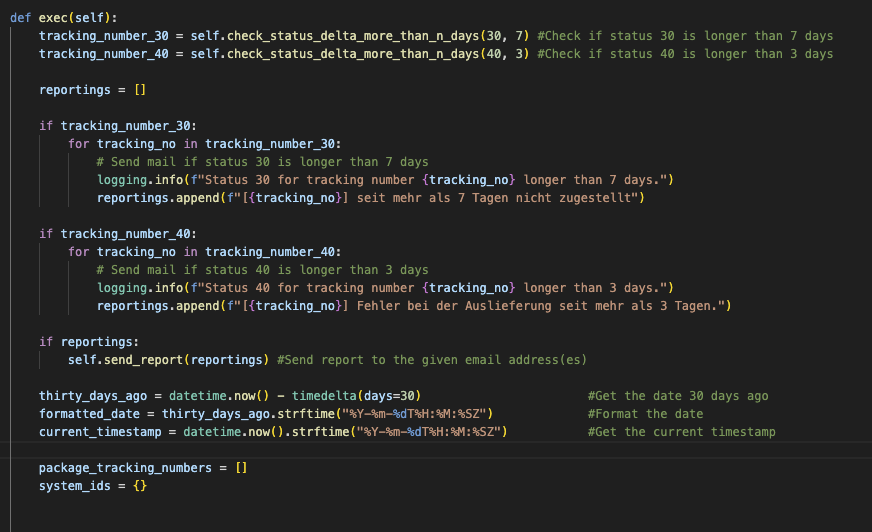 def exec(self):
    tracking_number_30 = self.check_status_delta_more_than_n_days(30, 7) #Check if status 30 is longer than 7 days
    tracking_number_40 = self.check_status_delta_more_than_n_days(40, 3) #Check if status 40 is longer than 3 days

    reportings = []

    if tracking_number_30:
        for tracking_no in tracking_number_30:
            # Send mail if status 30 is longer than 7 days
            logging.info(f"Status 30 for tracking number {tracking_no} longer than 7 days.")
            reportings.append(f"[{tracking_no}] seit mehr als 7 Tagen nicht zugestellt")

    if tracking_number_40:
        for tracking_no in tracking_number_40:
            # Send mail if status 40 is longer than 3 days
            logging.info(f"Status 40 for tracking number {tracking_no} longer than 3 days.")
            reportings.append(f"[{tracking_no}] Fehler bei der Auslieferung seit mehr als 3 Tagen.")

    if reportings:
        self.send_report(reportings) #Send report to the given email address(es)

    thirty_days_ago = datetime.now() - timedelta(days=30)                       #Get the date 30 days ago
    formatted_date = thirty_days_ago.strftime("%Y-%m-%dT%H:%M:%SZ")             #Format the date
    current_timestamp = datetime.now().strftime("%Y-%m-%dT%H:%M:%SZ")           #Get the current timestamp

    package_tracking_numbers = []
    system_ids = {}